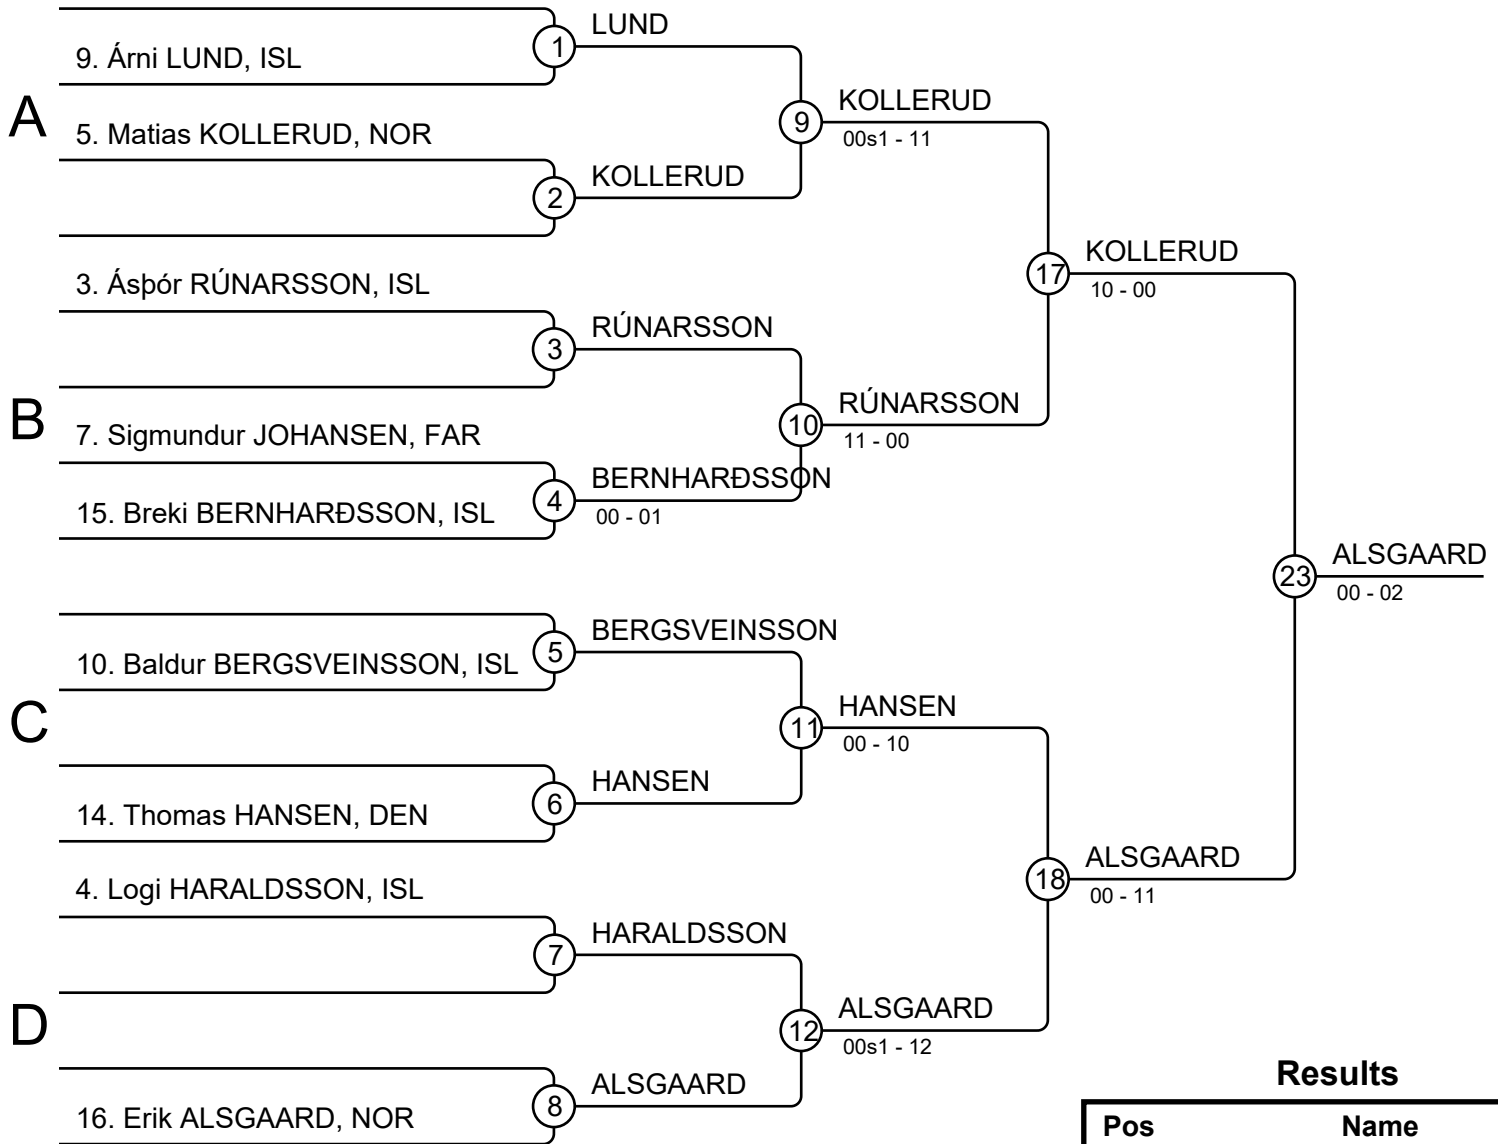 A
9. Árni LUND, ISL
1
LUND
5. Matias KOLLERUD, NOR
2
KOLLERUD
9
KOLLERUD
00s1 - 11
B
3. Ásþór RÚNARSSON, ISL
3
RÚNARSSON
7. Sigmundur JOHANSEN, FAR
15. Breki BERNHARÐSSON, ISL
4
BERNHARÐSSON
00 - 01
10
RÚNARSSON
11 - 00
17
KOLLERUD
10 - 00
C
10. Baldur BERGSVEINSSON, ISL
5
BERGSVEINSSON
14. Thomas HANSEN, DEN
6
HANSEN
11
HANSEN
00 - 10
D
4. Logi HARALDSSON, ISL
7
HARALDSSON
16. Erik ALSGAARD, NOR
8
ALSGAARD
12
ALSGAARD
00s1 - 12
18
ALSGAARD
00 - 11
23
ALSGAARD
00 - 02
Results
Pos Name